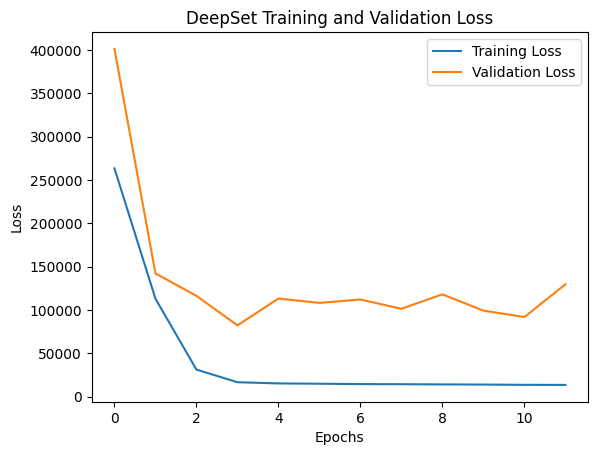 DeepSet Training and Validation Loss
Training Loss
Validation Loss
400000
350000
300000
250000
200000
150000
100000
50000
0
Loss
0 2 4 6 8 10
Epochs